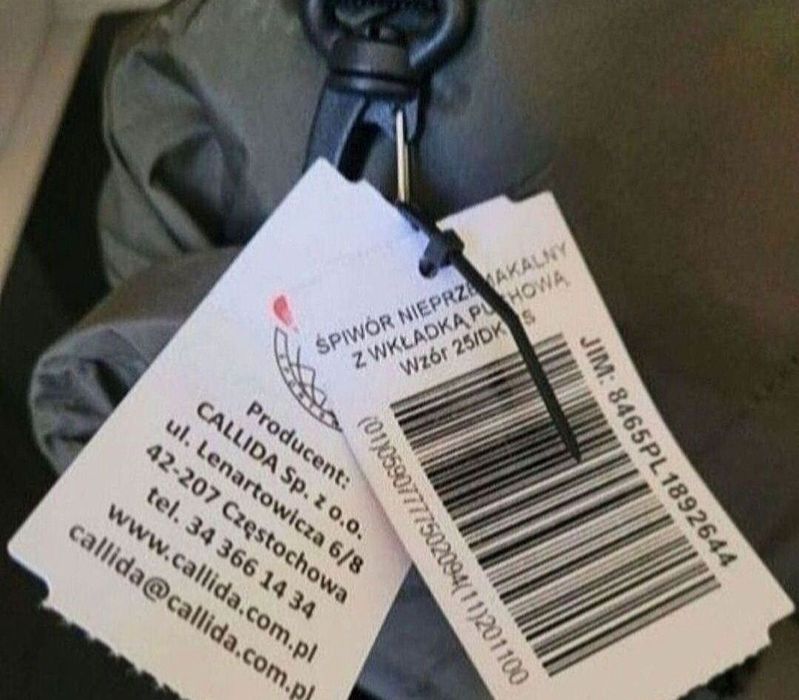 Producent:
CALLIDA Sp. z o.o.
ul. Lenartowicza 6/8
42-207 Częstochowa
tel. 34 366 14 34
www.callida.com.pl
callida@callida.com.pl
ŚPIWÓR NIEPRZEMAKALNY
Z WKŁADKĄ PUCHOWĄ
Wzór
JIM: 8465PL1892644
(01)05907777502094(11)201100